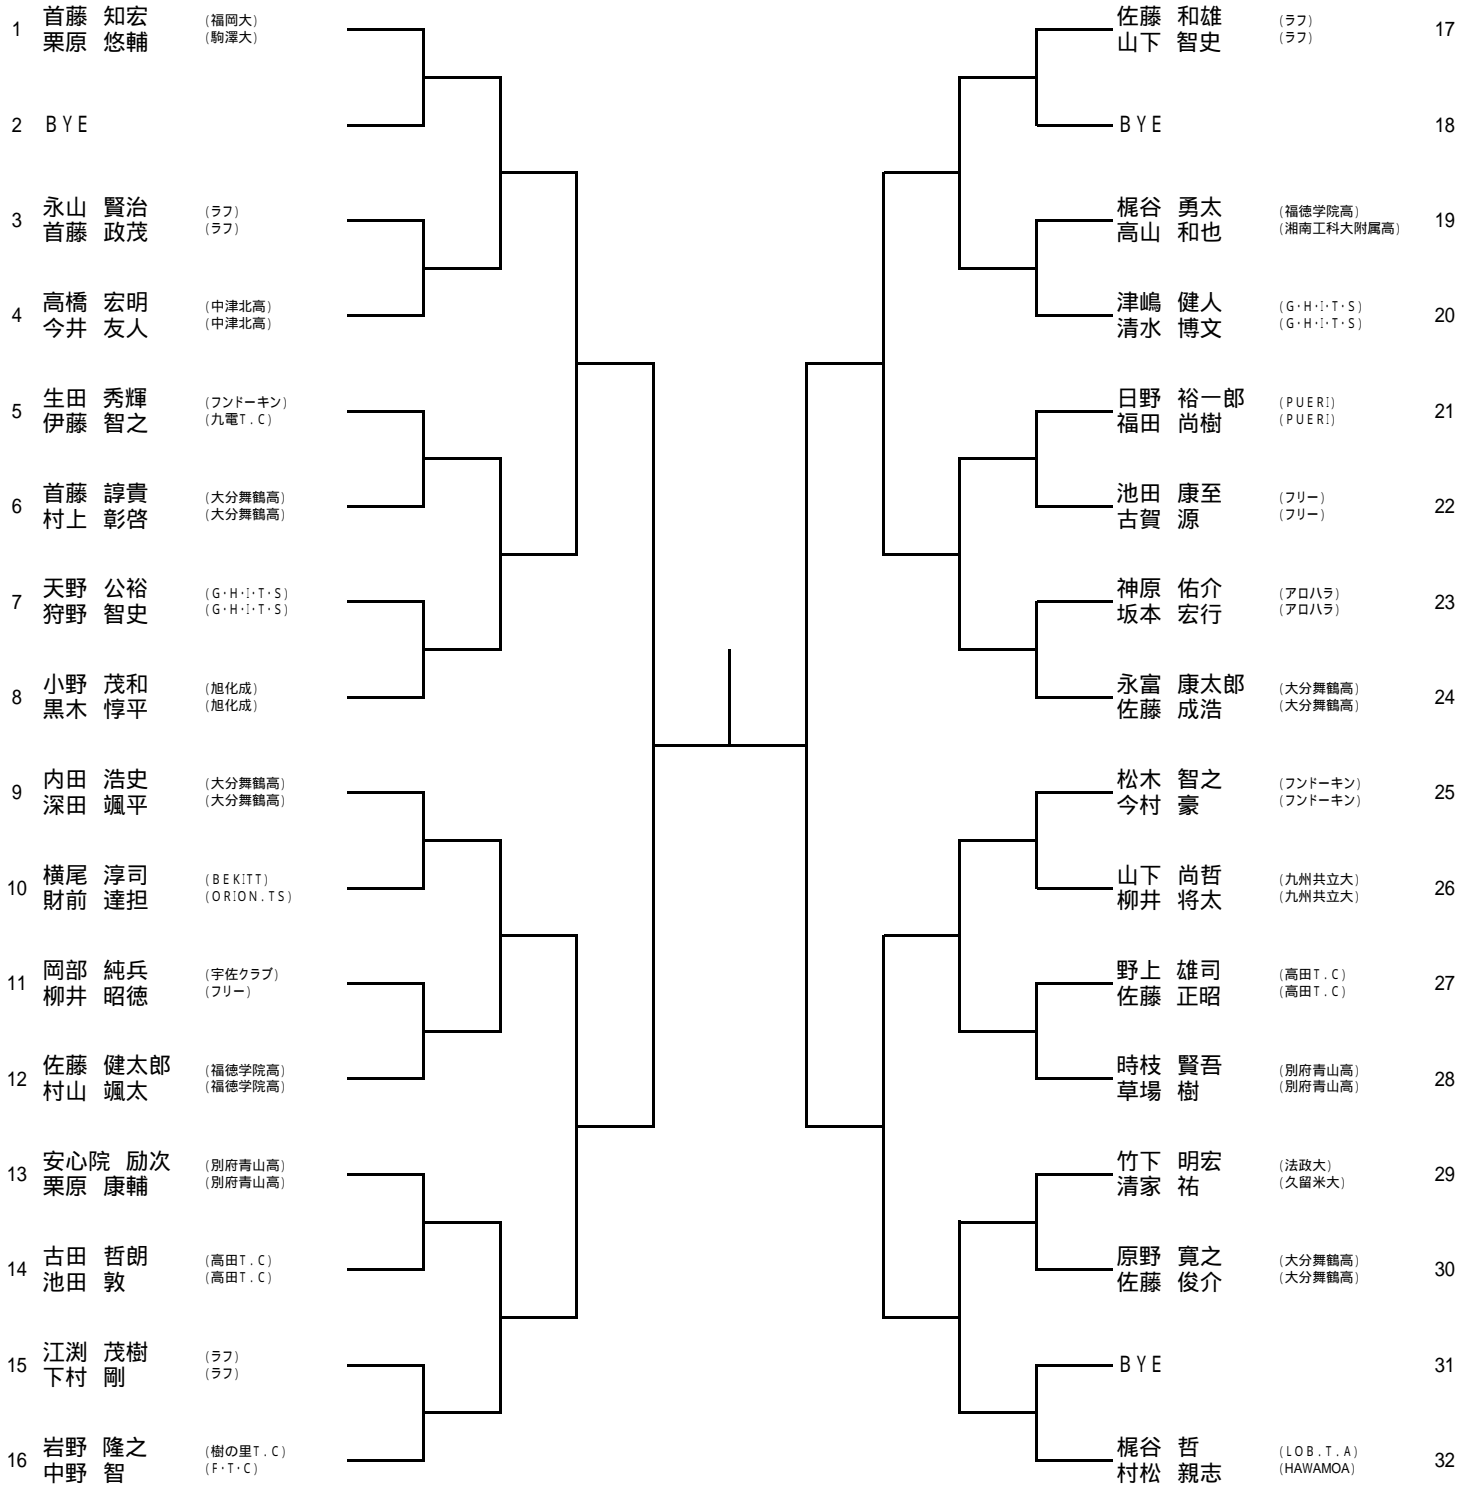 1 首藤 知宏 (福岡大)
栗原 悠輔 (駒澤大)
2 BYE
3 永山 賢治 (ラフ)
首藤 政茂 (ラフ)
4 高橋 宏明 (中津北高)
今井 友人 (中津北高)
5 生田 秀輝 (フンドーキン)
伊藤 智之 (九電T.C)
6 首藤 諄貴 (大分舞鶴高)
村上 彰啓 (大分舞鶴高)
7 天野 公裕 (G・H・I・T・S)
狩野 智史 (G・H・I・T・S)
8 小野 茂和 (旭化成)
黒木 惇平 (旭化成)
9 内田 浩史 (大分舞鶴高)
深田 颯平 (大分舞鶴高)
10 横尾 淳司 (BEKITT)
財前 達担 (ORION.TS)
11 岡部 純兵 (宇佐クラブ)
柳井 昭徳 (フリー)
12 佐藤 健太郎 (福徳学院高)
村山 颯太 (福徳学院高)
13 安心院 励次 (別府青山高)
栗原 康輔 (別府青山高)
14 古田 哲朗 (高田T.C)
池田 敦 (高田T.C)
15 江渕 茂樹 (ラフ)
下村 剛 (ラフ)
16 岩野 隆之 (樹の里T.C)
中野 智 (F・T・C)
佐藤 和雄 (ラフ) 17
山下 智史 (ラフ)
BYE 18
梶谷 勇太 (福徳学院高) 19
高山 和也 (湘南工科大附属高)
津嶋 健人 (G・H・I・T・S) 20
清水 博文 (G・H・I・T・S)
日野 裕一郎 (PUERI) 21
福田 尚樹 (PUERI)
池田 康至 (フリー) 22
古賀 源 (フリー)
神原 佑介 (アロハラ) 23
坂本 宏行 (アロハラ)
永富 康太郎 (大分舞鶴高) 24
佐藤 成浩 (大分舞鶴高)
松木 智之 (フンドーキン) 25
今村 豪 (フンドーキン)
山下 尚哲 (九州共立大) 26
柳井 将太 (九州共立大)
野上 雄司 (高田T.C) 27
佐藤 正昭 (高田T.C)
時枝 賢吾 (別府青山高) 28
草場 樹 (別府青山高)
竹下 明宏 (法政大) 29
清家 祐 (久留米大)
原野 寛之 (大分舞鶴高) 30
佐藤 俊介 (大分舞鶴高)
BYE 31
梶谷 哲 (LOB.T.A) 32
村松 親志 (HAWAMOA)